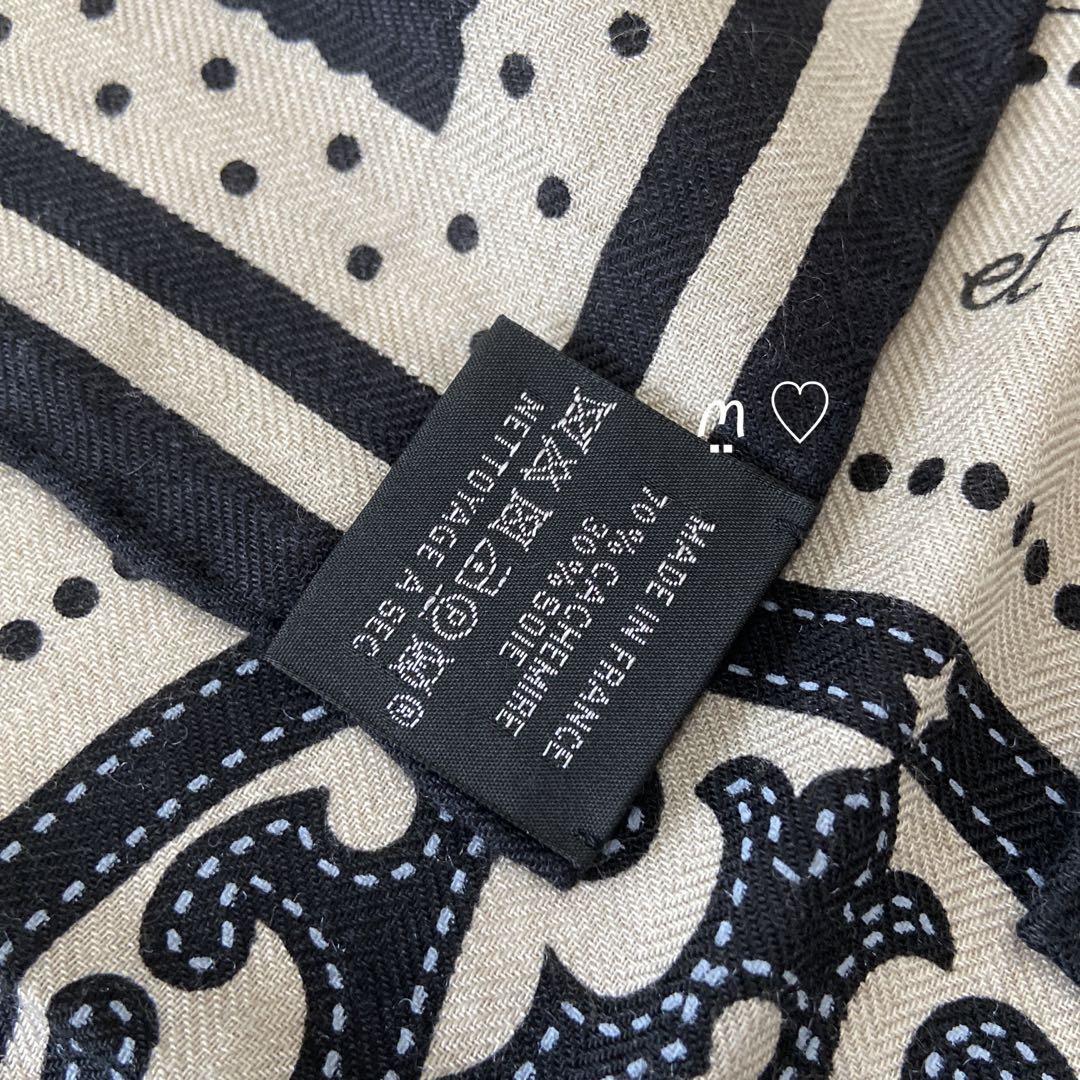 MADE IN FRANCE
70% CACHEMIRE
30% SOIE
NETTOYAGE A SEC
©
et
m ♡